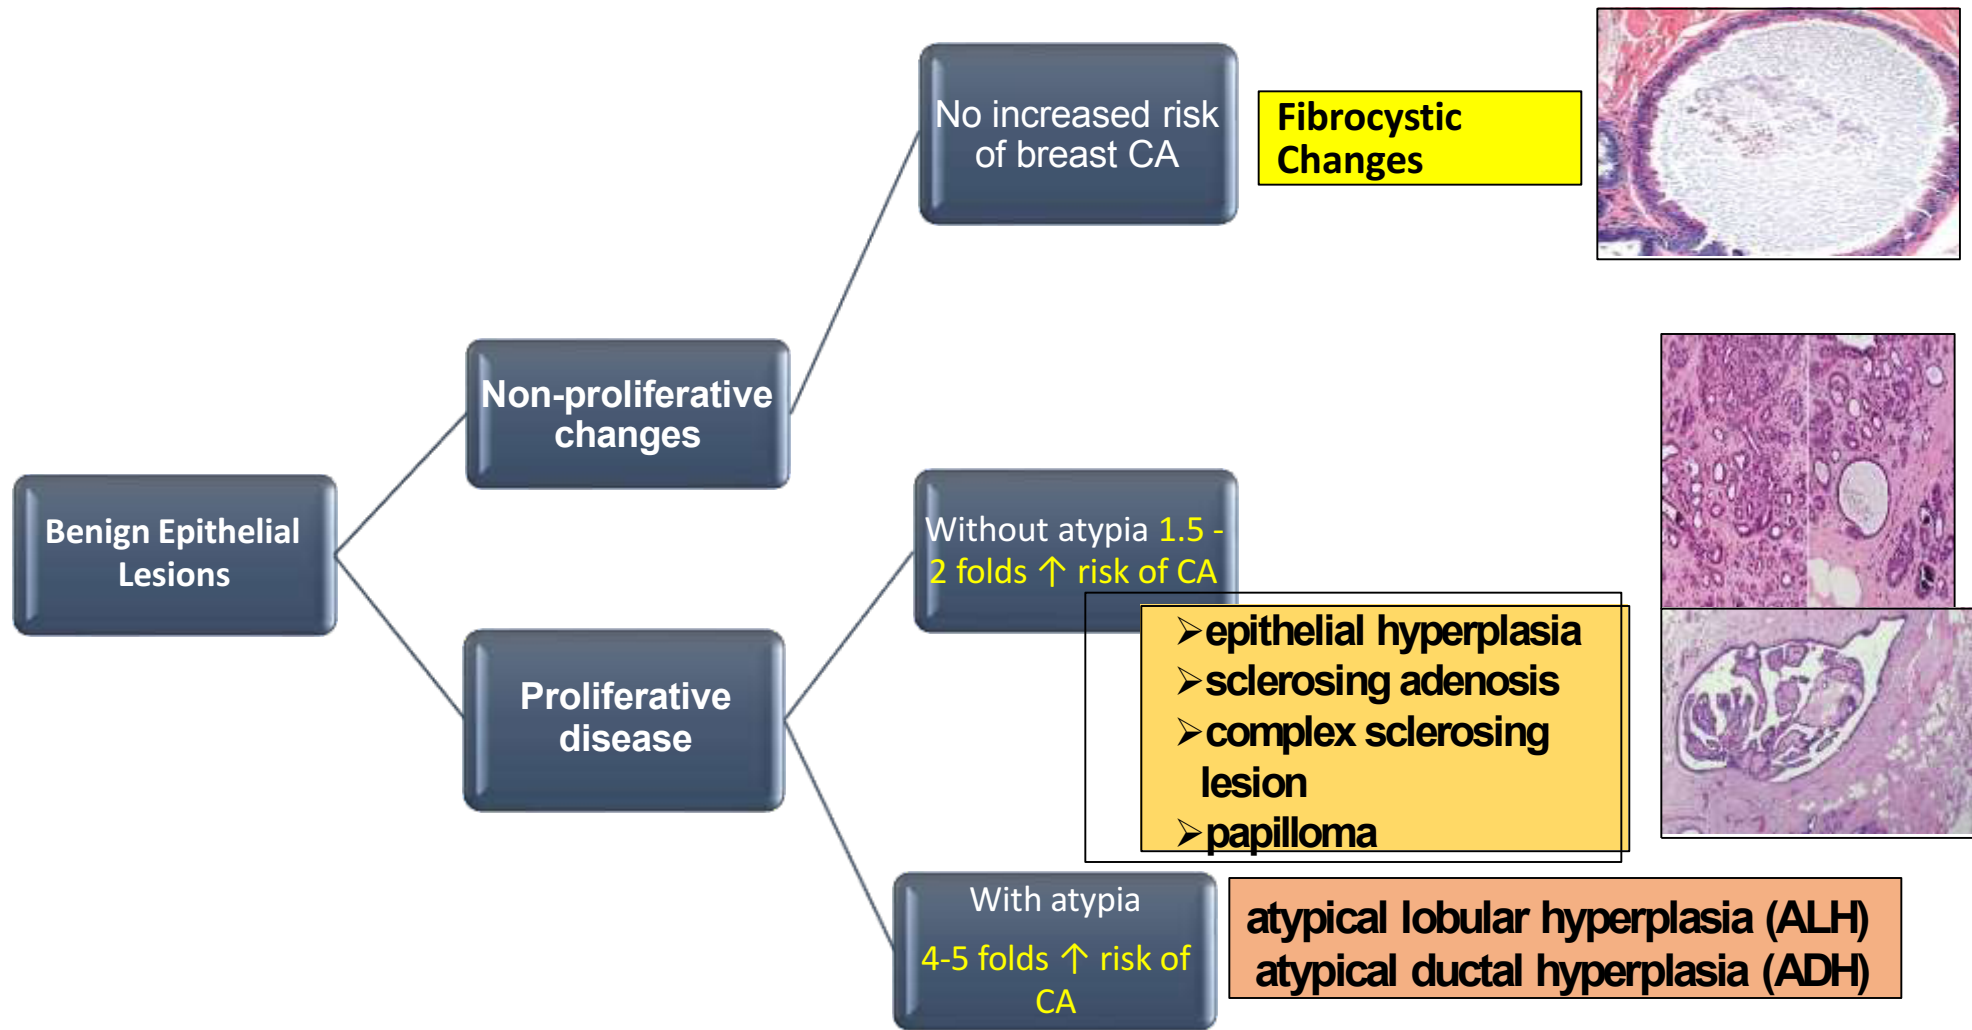 No increased risk
of breast CA
Fibrocystic
Changes
Non-proliferative
changes
Benign Epithelial
Lesions
Without atypia 1.5 -
2 folds ↑ risk of CA
➢epithelial hyperplasia
➢sclerosing adenosis
➢complex sclerosing
lesion
➢papilloma
Proliferative
disease
With atypia
4-5 folds ↑ risk of
CA
atypical lobular hyperplasia (ALH)
atypical ductal hyperplasia (ADH)